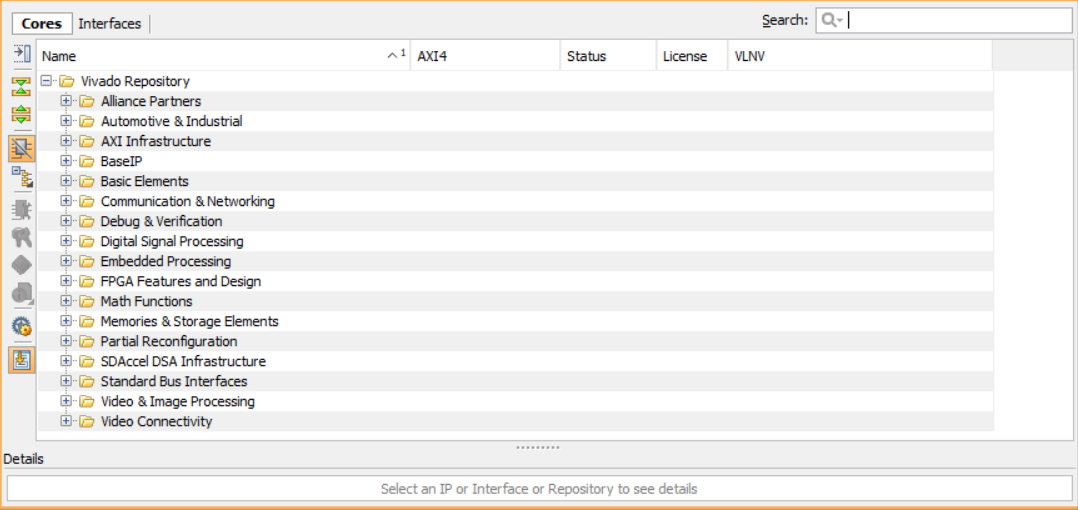 Cores Interfaces Search:
Name 1 AXI4 Status License VLNV
Vivado Repository
Alliance Partners
Automotive & Industrial
AXI Infrastructure
BaseIP
Basic Elements
Communication & Networking
Debug & Verification
Digital Signal Processing
Embedded Processing
FPGA Features and Design
Math Functions
Memories & Storage Elements
Partial Reconfiguration
SDAccel DSA Infrastructure
Standard Bus Interfaces
Video & Image Processing
Video Connectivity
Details
Select an IP or Interface or Repository to see details